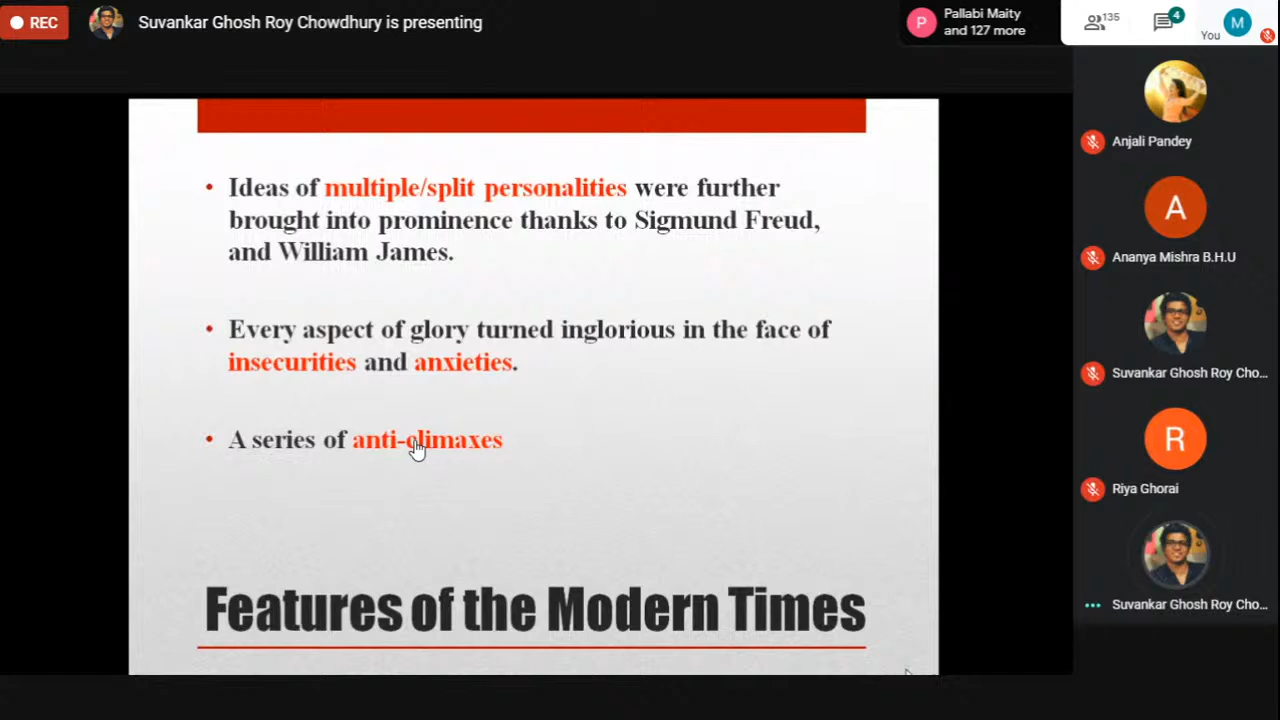 REC
Suvankar Ghosh Roy Chowdhury is presenting
P
Pallabi Maity
and 127 more
135
4
You
M
Anjali Pandey
A
Ananya Mishra B.H.U
Suvankar Ghosh Roy Cho...
R
Riya Ghorai
Suvankar Ghosh Roy Cho...
• Ideas of multiple/split personalities were further
brought into prominence thanks to Sigmund Freud,
and William James.
• Every aspect of glory turned inglorious in the face of
insecurities and anxieties.
• A series of anti-climaxes
Features of the Modern Times